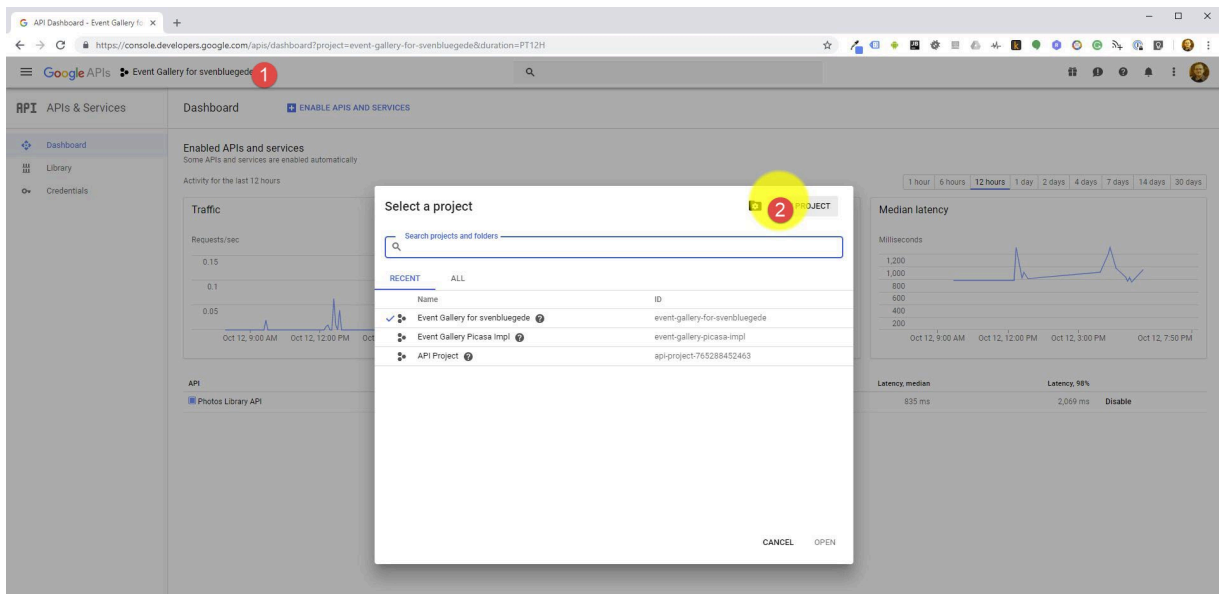 API Dashboard - Event Gallery fo
https://console.developers.google.com/apis/dashboard?project=event-gallery-for-svenbluegede&duration=PT12H
Google APIs Event Gallery for svenbluegede 1
API APIs & Services
Dashboard
ENABLE APIS AND SERVICES
Dashboard
Library
Credentials
Enabled APIs and services
Some APIs and services are enabled automatically
Activity for the last 12 hours
1 hour 6 hours 12 hours 1 day 2 days 4 days 7 days 14 days 30 days
Traffic
Requests/sec
0.15
0.1
0.05
Oct 12, 9:00 AM Oct 12, 12:00 PM Oct
Select a project
2 PROJECT
Search projects and folders
RECENT ALL
Name ID
Event Gallery for svenbluegede event-gallery-for-svenbluegede
Event Gallery Picasa Impl event-gallery-picasa-impl
API Project api-project-765288452463
CANCEL OPEN
Median latency
Milliseconds
1,200
1,000
800
600
400
200
Oct 12, 9:00 AM Oct 12, 12:00 PM Oct 12, 3:00 PM Oct 12, 7:50 PM
API Latency, median Latency, 98%
Photos Library API 835 ms 2,069 ms Disable